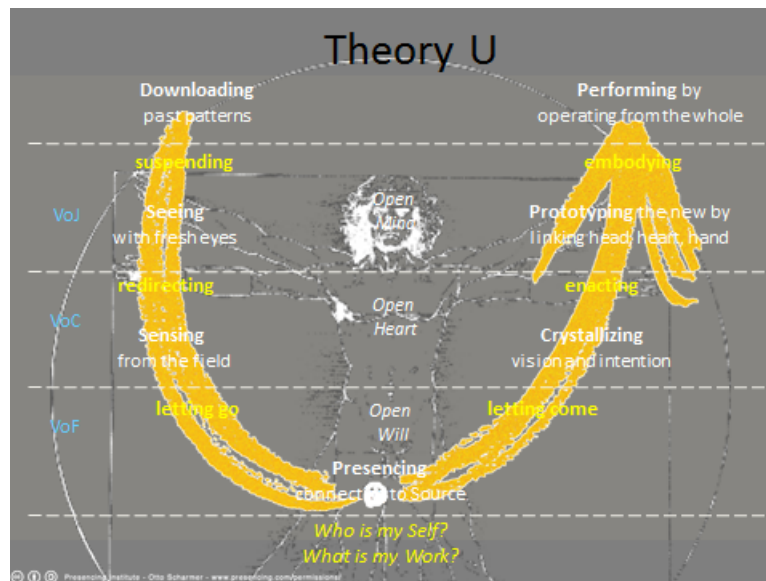 Theory U
Downloading
past patterns
Performing by
operating from the whole
suspending
embodying
VoJ
Seeing
with fresh eyes
Open
Mind
Prototyping the new by
linking head, heart, hand
redirecting
enacting
VoC
Open
Heart
Sensing
from the field
Crystallizing
vision and intention
letting go
letting come
VoF
Open
Will
Presencing
connecting to Source
Who is my Self?
What is my Work?
Presencing Institute - Otto Scharmer - www.presencing.com/permissions/